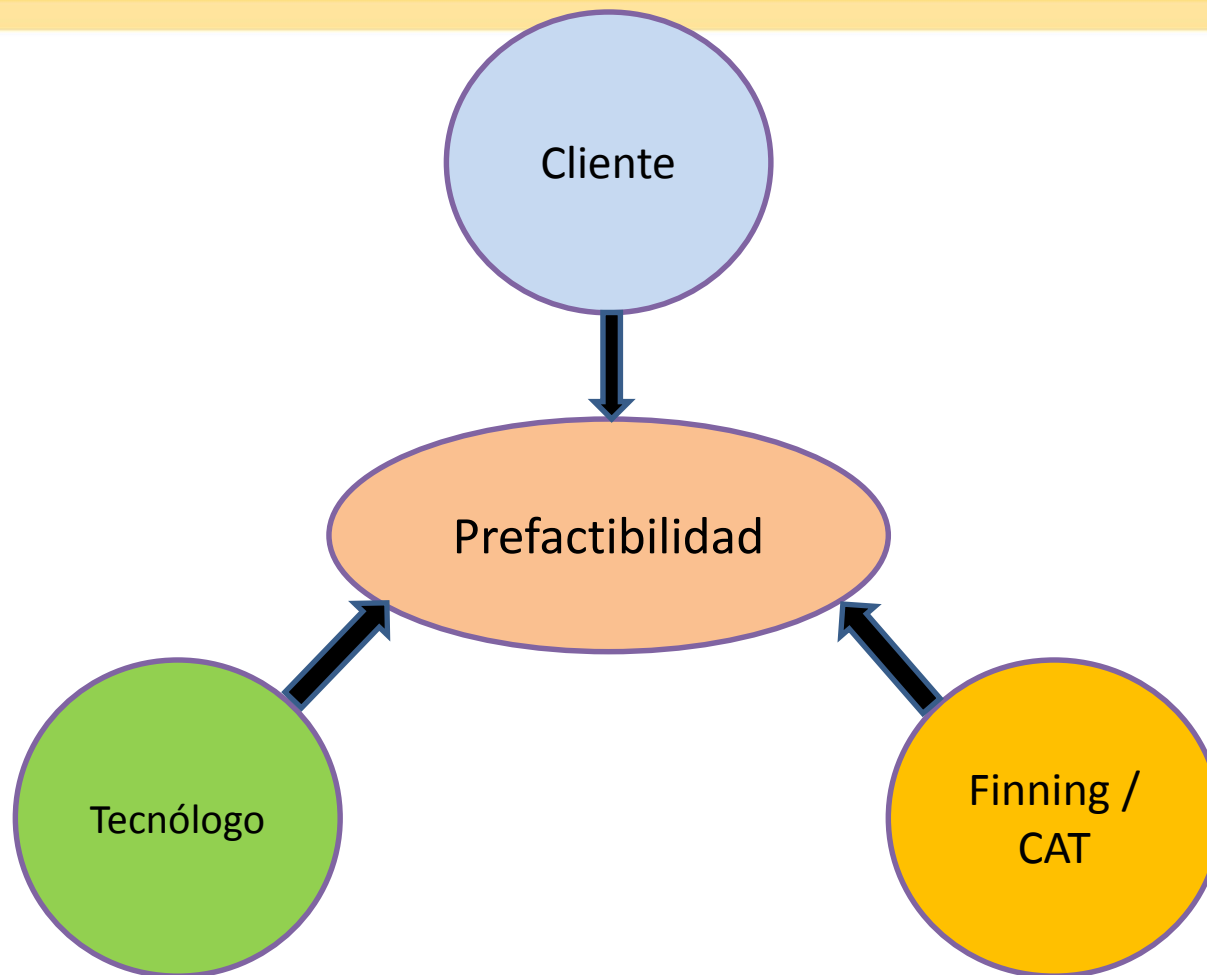 Cliente
Prefactibilidad
Tecnólogo
Finning /
CAT